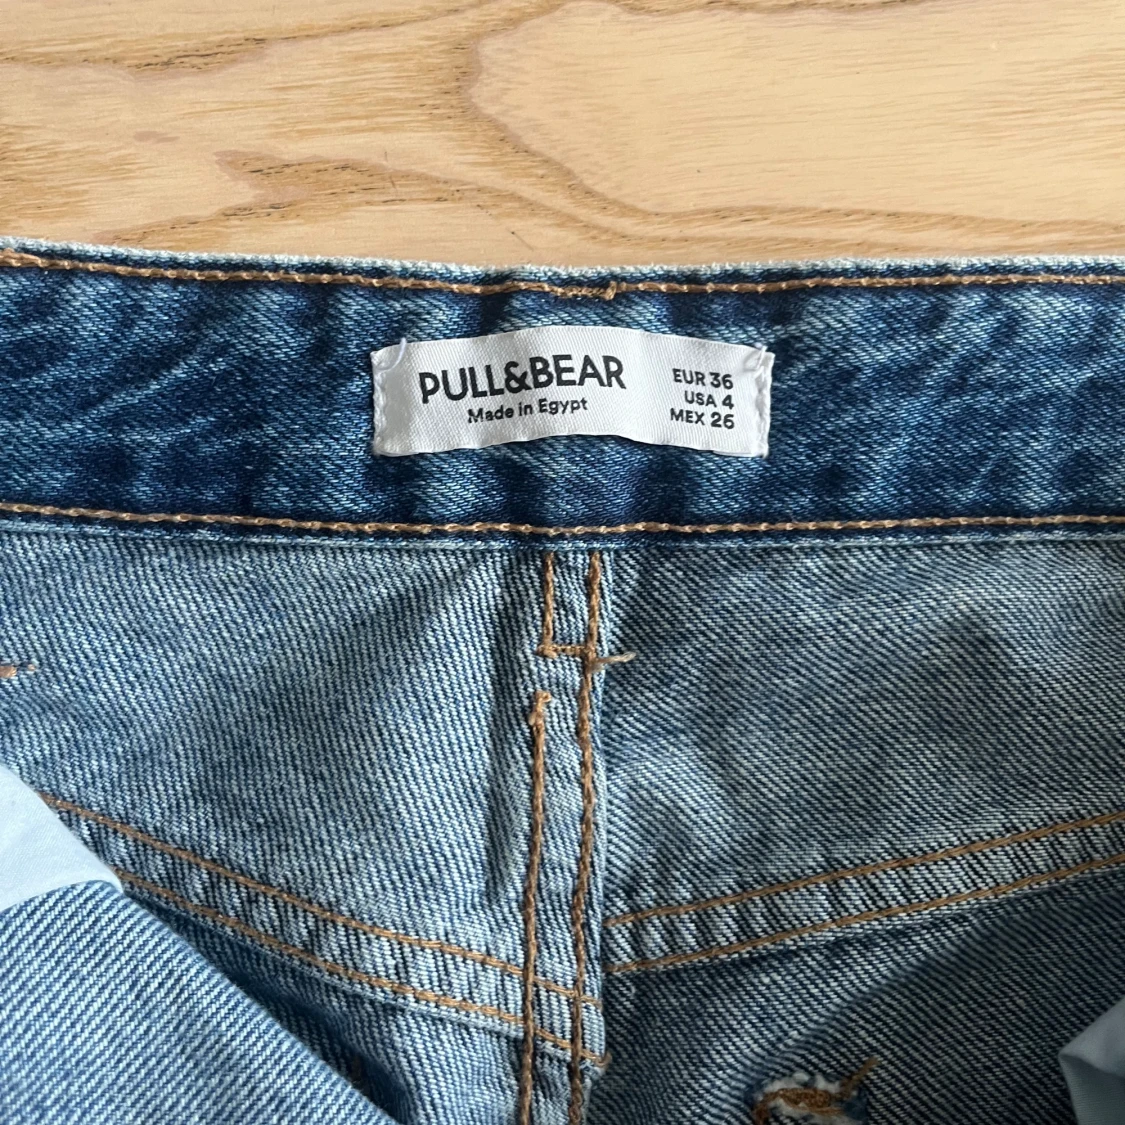 PULL&BEAR
Made in Egypt
EUR 36
USA 4
MEX 26